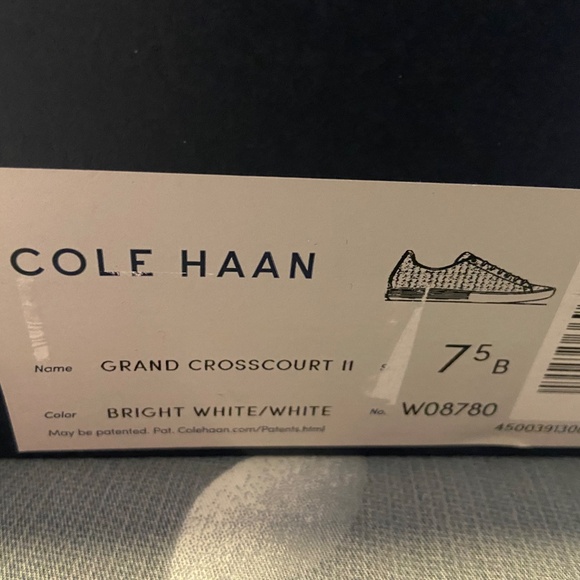 COLE HAAN
Name GRAND CROSSCOURT II 7⁵ B
Color BRIGHT WHITE/WHITE No. W08780
May be patented. Pat. Colehaan.com/Patents.html